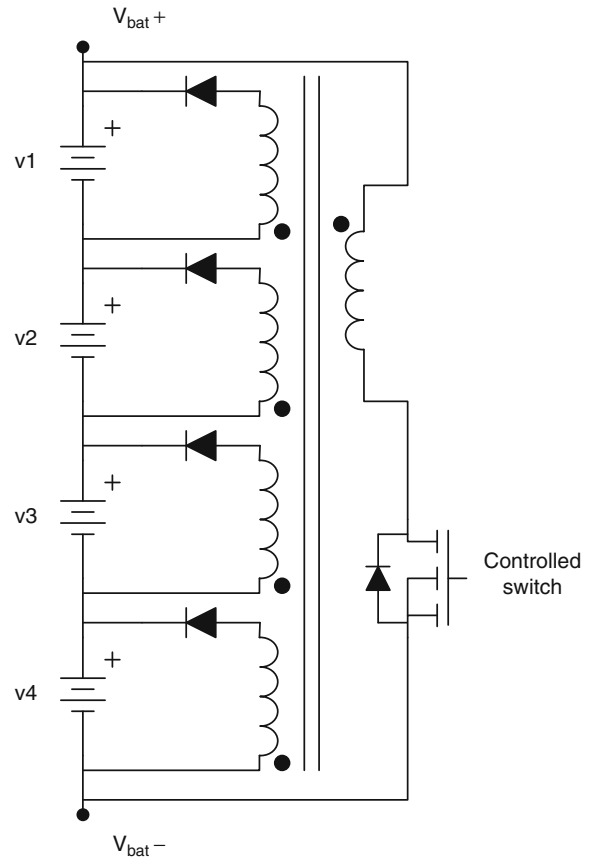 V_bat +
+
v1
+
v2
+
v3
+
v4
Controlled
switch
V_bat −